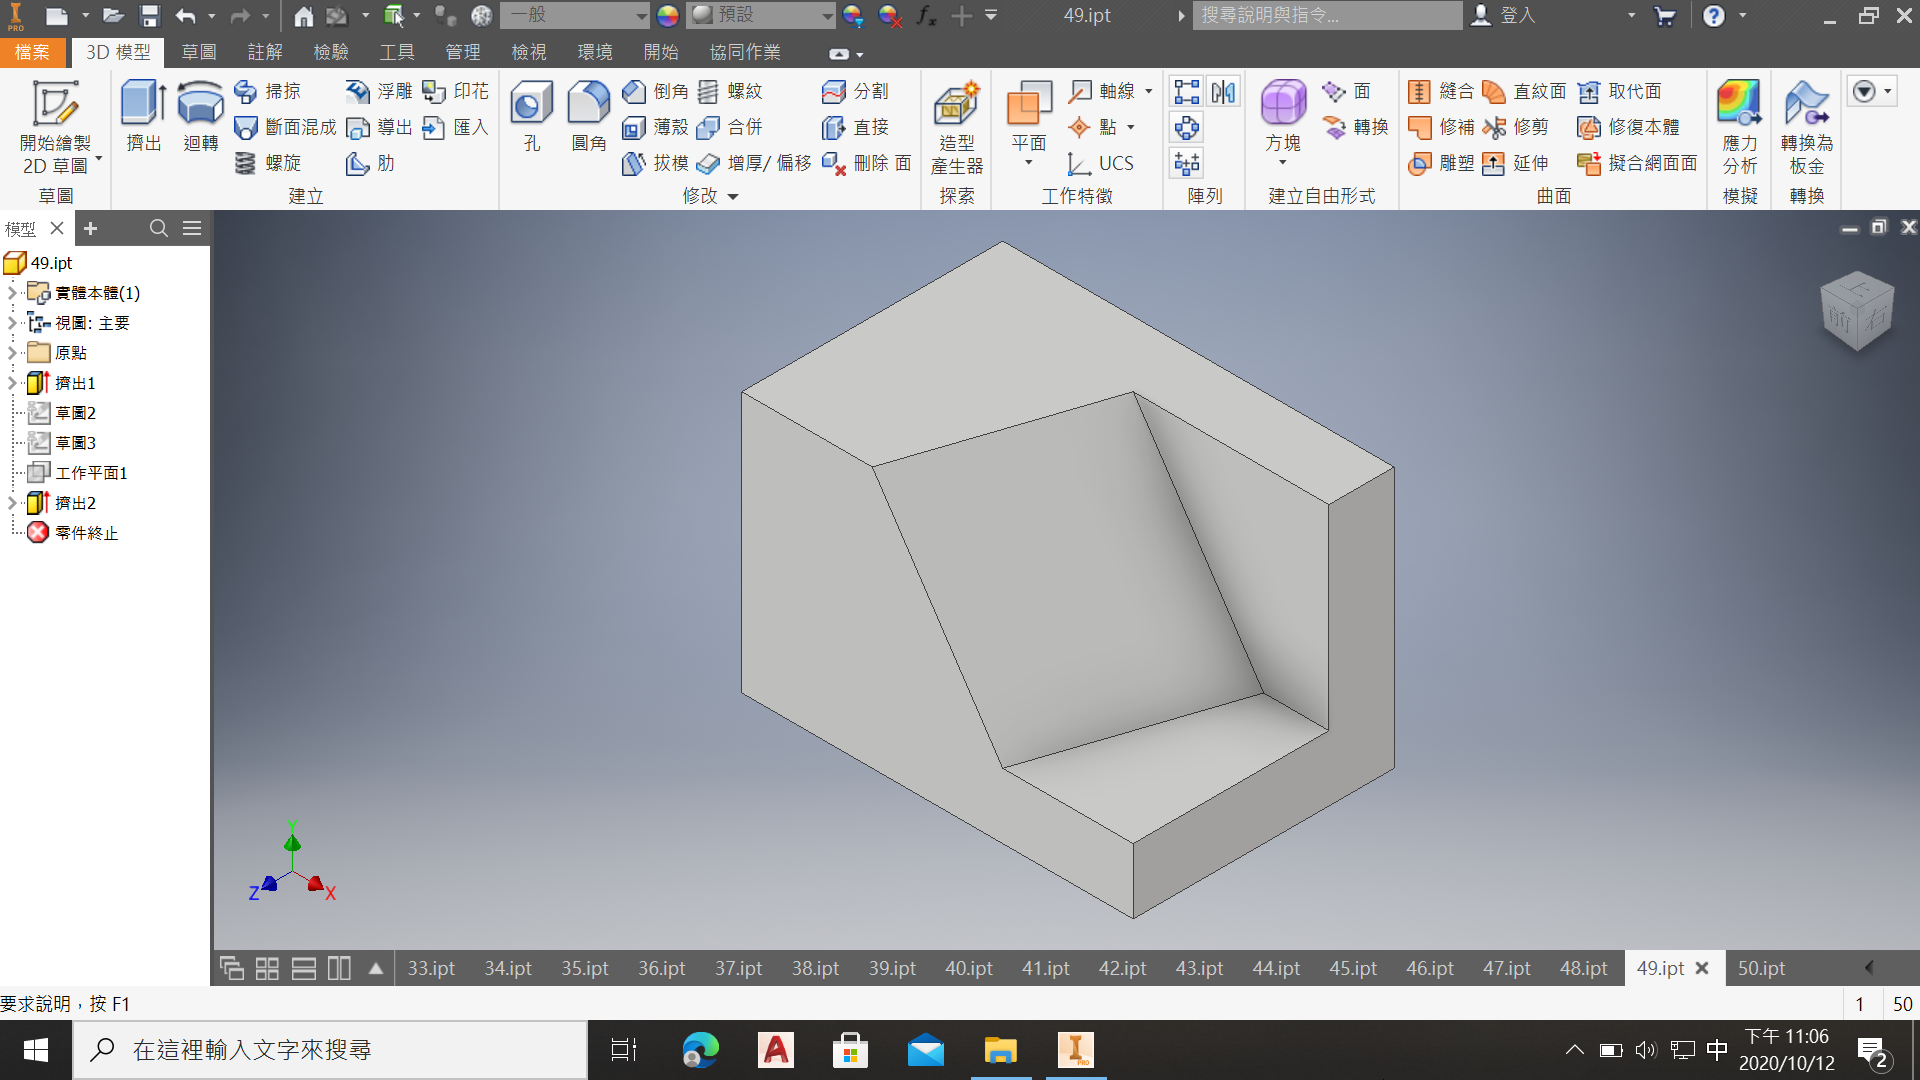 PRO
一般
預設
49.ipt
搜尋說明與指令...
登入
檔案
3D 模型
草圖
註解
檢驗
工具
管理
檢視
環境
開始
協同作業
開始繪製
2D 草圖
草圖
擠出
迴轉
掃掠
斷面混成
螺旋
浮雕
導出
肋
印花
匯入
建立
孔
圓角
倒角
薄殼
拔模
螺紋
合併
增厚/ 偏移
分割
直接
刪除 面
修改
造型
產生器
探索
平面
軸線
點
UCS
工作特徵
陣列
方塊
面
轉換
建立自由形式
縫合
修補
雕塑
直紋面
修剪
延伸
取代面
修復本體
擬合網面面
曲面
應力
分析
模擬
轉換為
板金
轉換
模型
49.ipt
實體本體(1)
視圖: 主要
原點
擠出1
草圖2
草圖3
工作平面1
擠出2
零件終止
上
前
右
Y
Z
X
33.ipt
34.ipt
35.ipt
36.ipt
37.ipt
38.ipt
39.ipt
40.ipt
41.ipt
42.ipt
43.ipt
44.ipt
45.ipt
46.ipt
47.ipt
48.ipt
49.ipt
50.ipt
要求說明，按 F1
1
50
在這裡輸入文字來搜尋
中
下午 11:06
2020/10/12
2